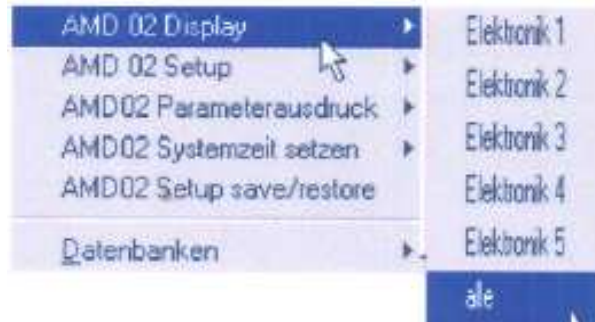 AMD 02 Display
AMD 02 Setup
AMD02 Parameterausdruck
AMD02 Systemzeit setzen
AMD02 Setup save/restore
Datenbanken
Elektronik 1
Elektronik 2
Elektronik 3
Elektronik 4
Elektronik 5
ale